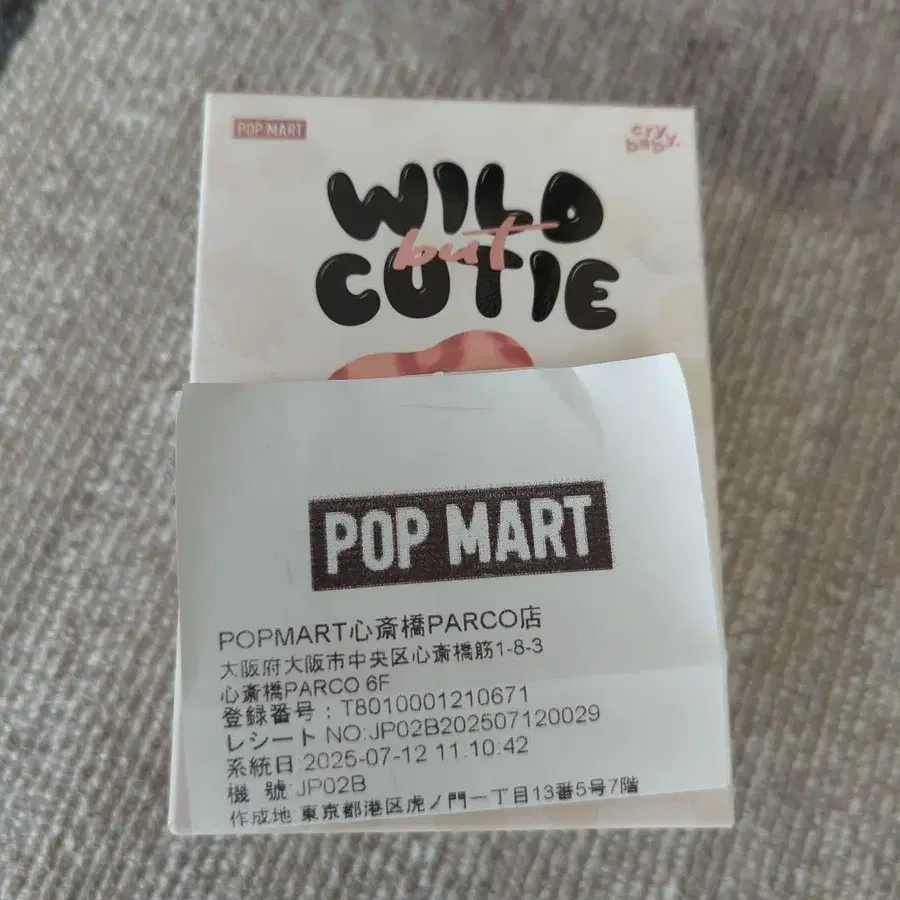 POP MART
cry baby.
WILD
but
CUTIE
POP MART
POPMART心斎橋PARCO店
大阪府大阪市中央区心斎橋筋1-8-3
心斎橋PARCO 6F
登録番号：T8010001210671
レシートNO:JP02B202507120029
系統日:2025-07-12 11:10:42
機 號:JP02B
作成地:東京都港区虎ノ門一丁目13番5号7階